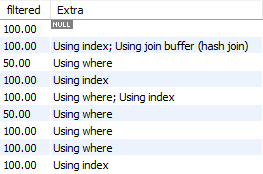 filtered Extra
100.00 NULL
100.00 Using index; Using join buffer (hash join)
50.00 Using where
100.00 Using index
100.00 Using where; Using index
50.00 Using where
100.00 Using where
100.00 Using where
100.00 Using index